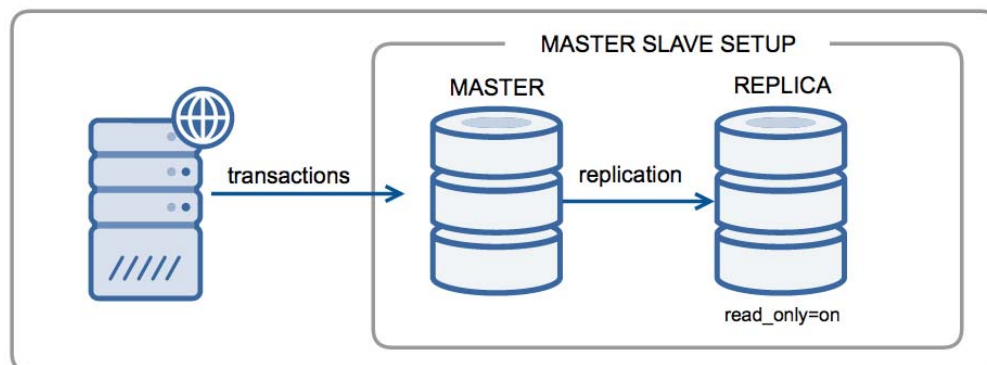 MASTER SLAVE SETUP
MASTER
REPLICA
transactions
replication
read_only=on